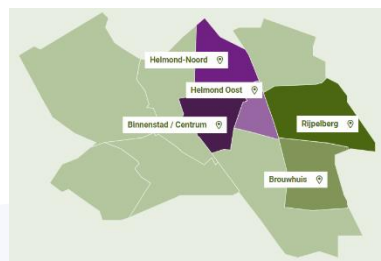 Helmond-Noord
Helmond Oost
Binnenstad / Centrum
Rijpelberg
Brouwhuis